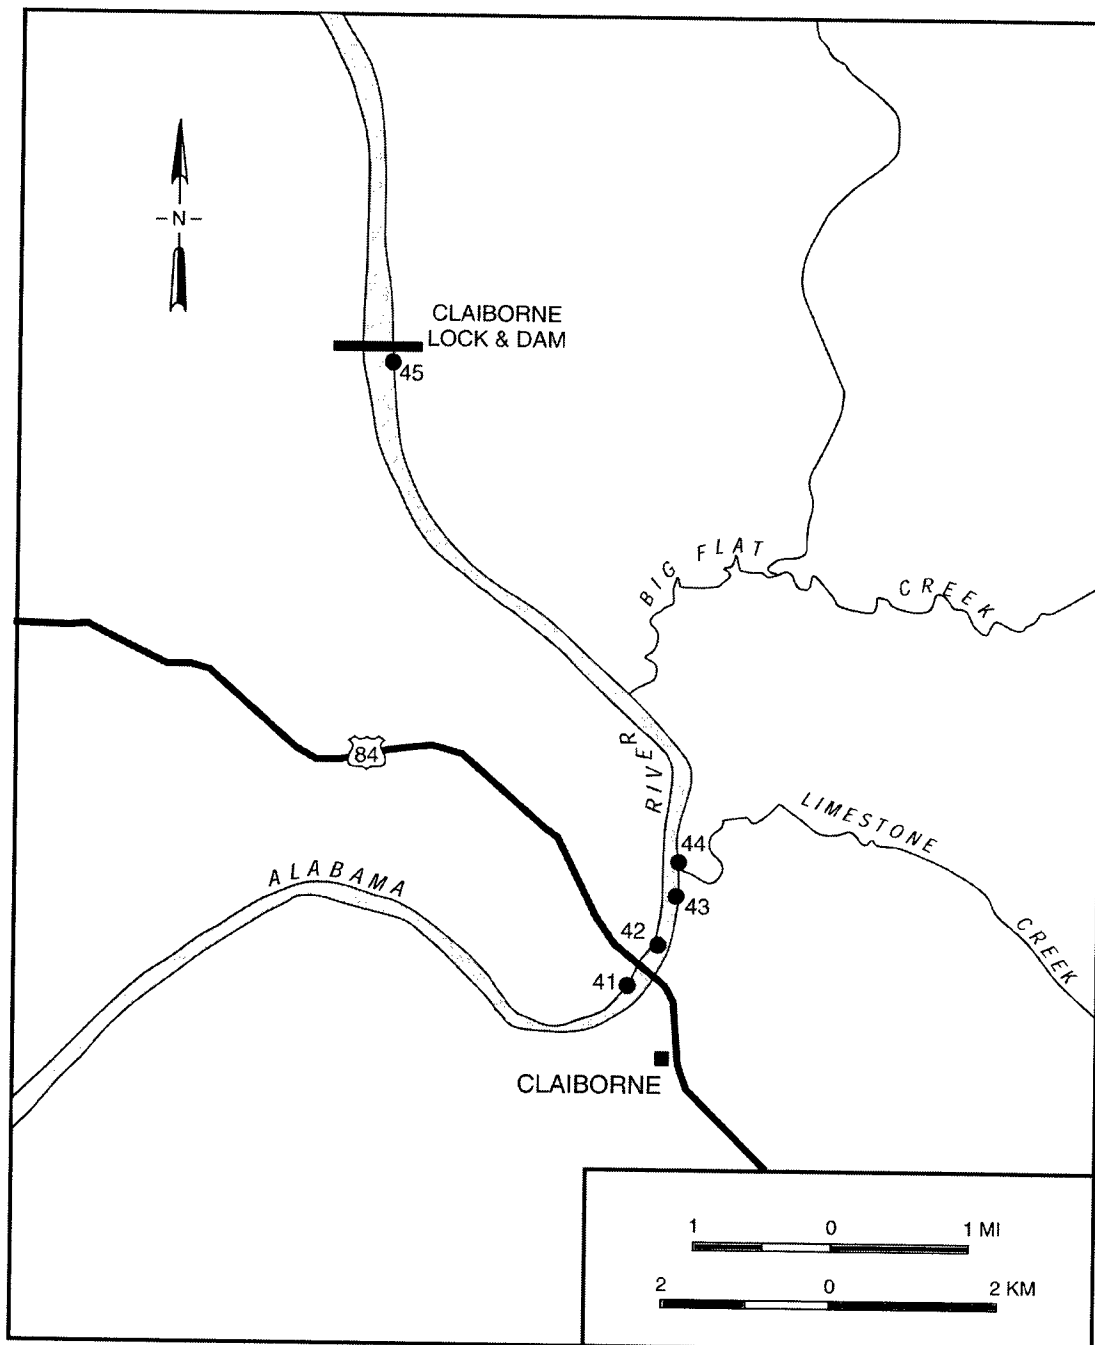 -N-
CLAIBORNE
LOCK & DAM
45
BIG FLAT CREEK
84
RIVER
LIMESTONE CREEK
ALABAMA
44
43
42
41
CLAIBORNE
1 0 1 MI
2 0 2 KM